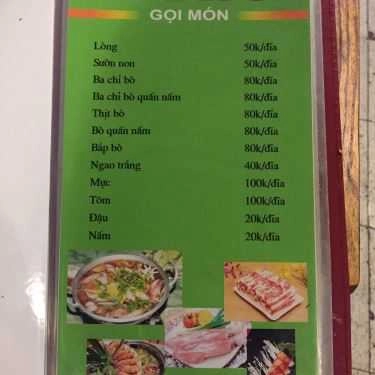 GỌI MÓN
Lòng 50k/đĩa
Sườn non 50k/đĩa
Ba chỉ bò 80k/đĩa
Ba chỉ bò quấn nấm 80k/đĩa
Thịt bò 80k/đĩa
Bò quấn nấm 80k/đĩa
Bắp bò 80k/đĩa
Ngao trắng 40k/đĩa
Mực 100k/đĩa
Tôm 100k/đĩa
Đậu 20k/đĩa
Nấm 20k/đĩa